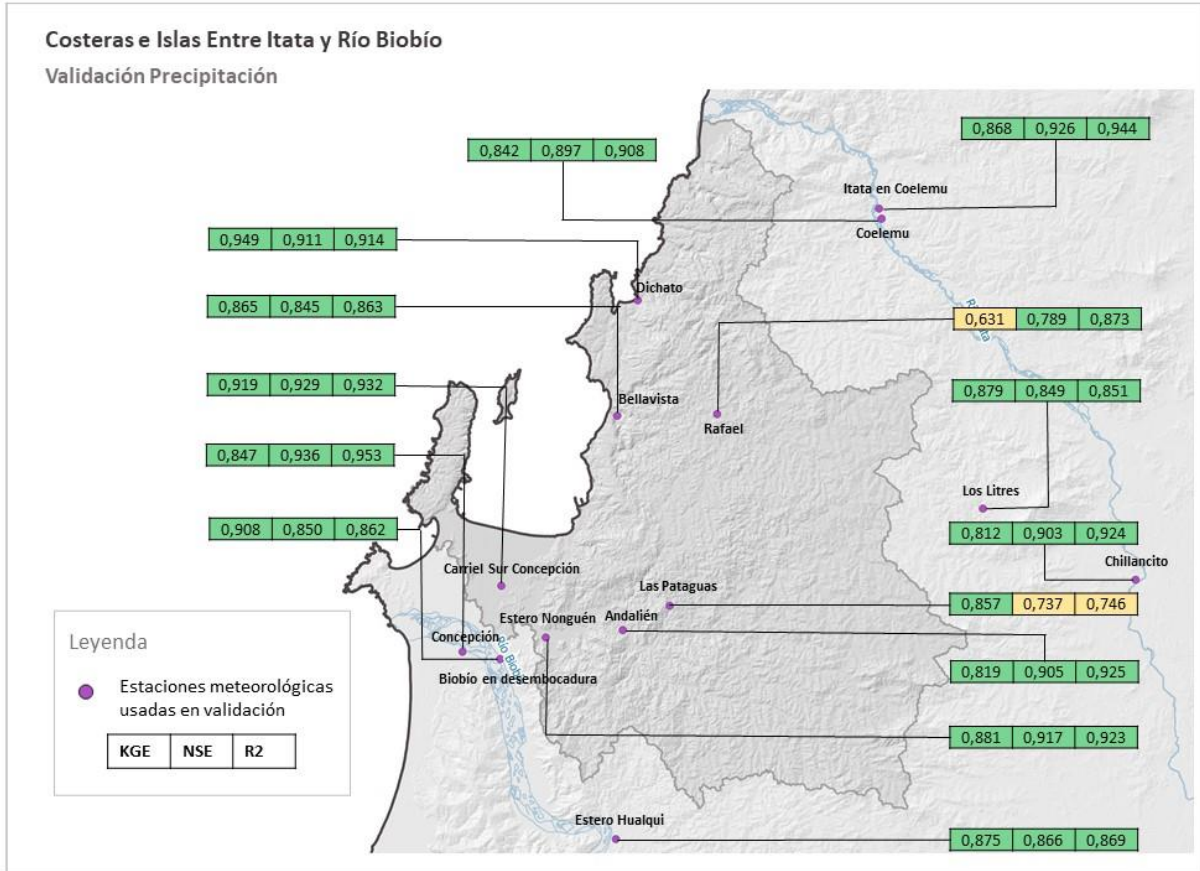 Costeras e Islas Entre Itata y Río Biobío
Validación Precipitación
0,868 0,926 0,944
0,842 0,897 0,908
Itata en Coelemu
Coelemu
0,949 0,911 0,914
Dichato
0,865 0,845 0,863
0,631 0,789 0,873
0,919 0,929 0,932
0,879 0,849 0,851
Bellavista
Rafael
0,847 0,936 0,953
Los Litres
0,908 0,850 0,862
0,812 0,903 0,924
Chillancito
Carriel Sur Concepción
Las Pataguas
0,857 0,737 0,746
Estero Nonguén
Andalién
Concepción
Río Biobío
Biobío en desembocadura
0,819 0,905 0,925
0,881 0,917 0,923
Leyenda
Estaciones meteorológicas
usadas en validación
KGE NSE R2
Estero Hualqui
0,875 0,866 0,869